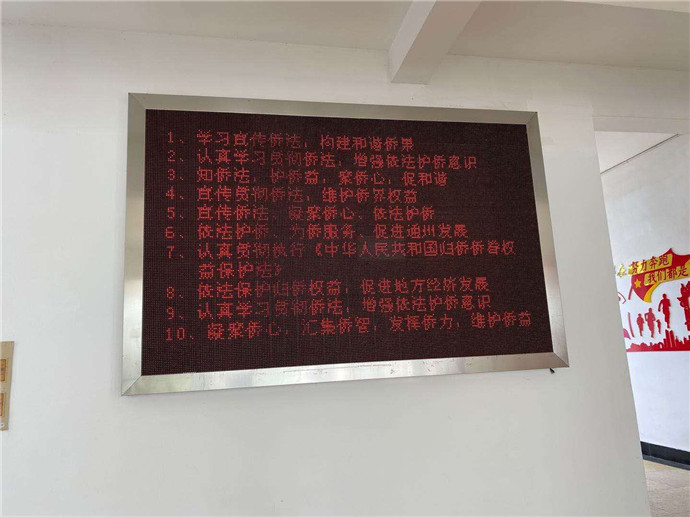 1、学习宣传侨法，构建和谐侨界
2、认真学习贯彻侨法，增强依法护侨意识
3、知侨法，护侨益，聚侨心，促和谐
4、宣传贯彻侨法，维护侨界权益
5、宣传侨法、凝聚侨心、依法护侨
6、依法护侨、为侨服务、促进通州发展
7、认真贯彻执行《中华人民共和国归侨侨眷权
益保护法》
8、依法保护归侨权益，促进地方经济发展
9、认真学习贯彻侨法，增强依法护侨意识
10、凝聚侨心，汇集侨智，发挥侨力，维护侨益
努力奔跑
我们都是